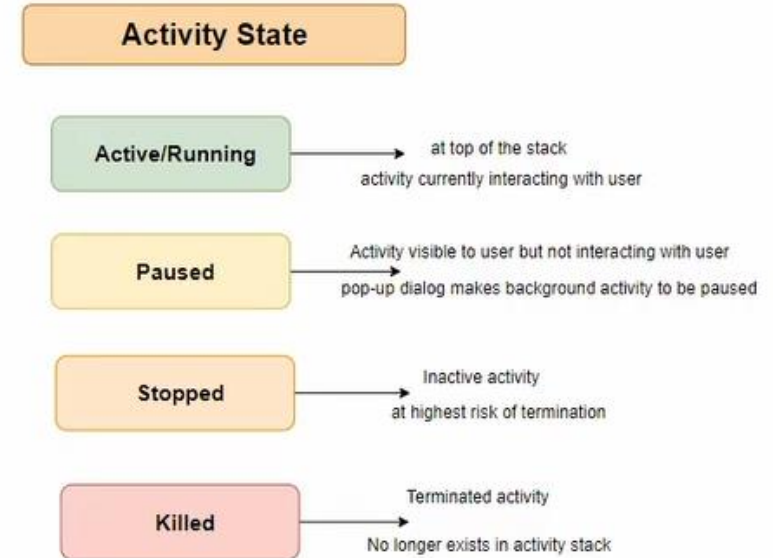 Activity State
Active/Running
at top of the stack
activity currently interacting with user
Paused
Activity visible to user but not interacting with user
pop-up dialog makes background activity to be paused
Stopped
Inactive activity
at highest risk of termination
Killed
Terminated activity
No longer exists in activity stack